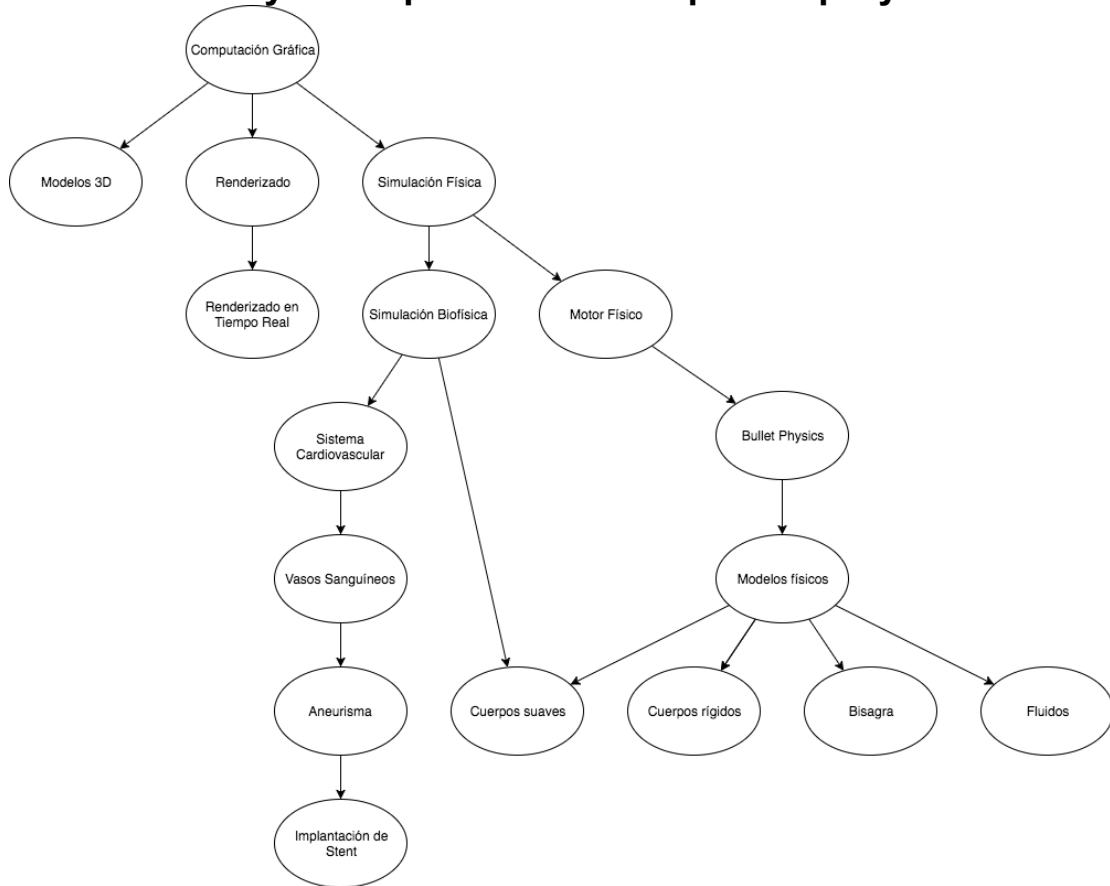 Computación Gráfica
Modelos 3D
Renderizado
Simulación Física
Renderizado en
Tiempo Real
Simulación Biofísica
Motor Físico
Sistema
Cardiovascular
Bullet Physics
Vasos Sanguíneos
Modelos físicos
Aneurisma
Cuerpos suaves
Cuerpos rígidos
Bisagra
Fluidos
Implantación de
Stent